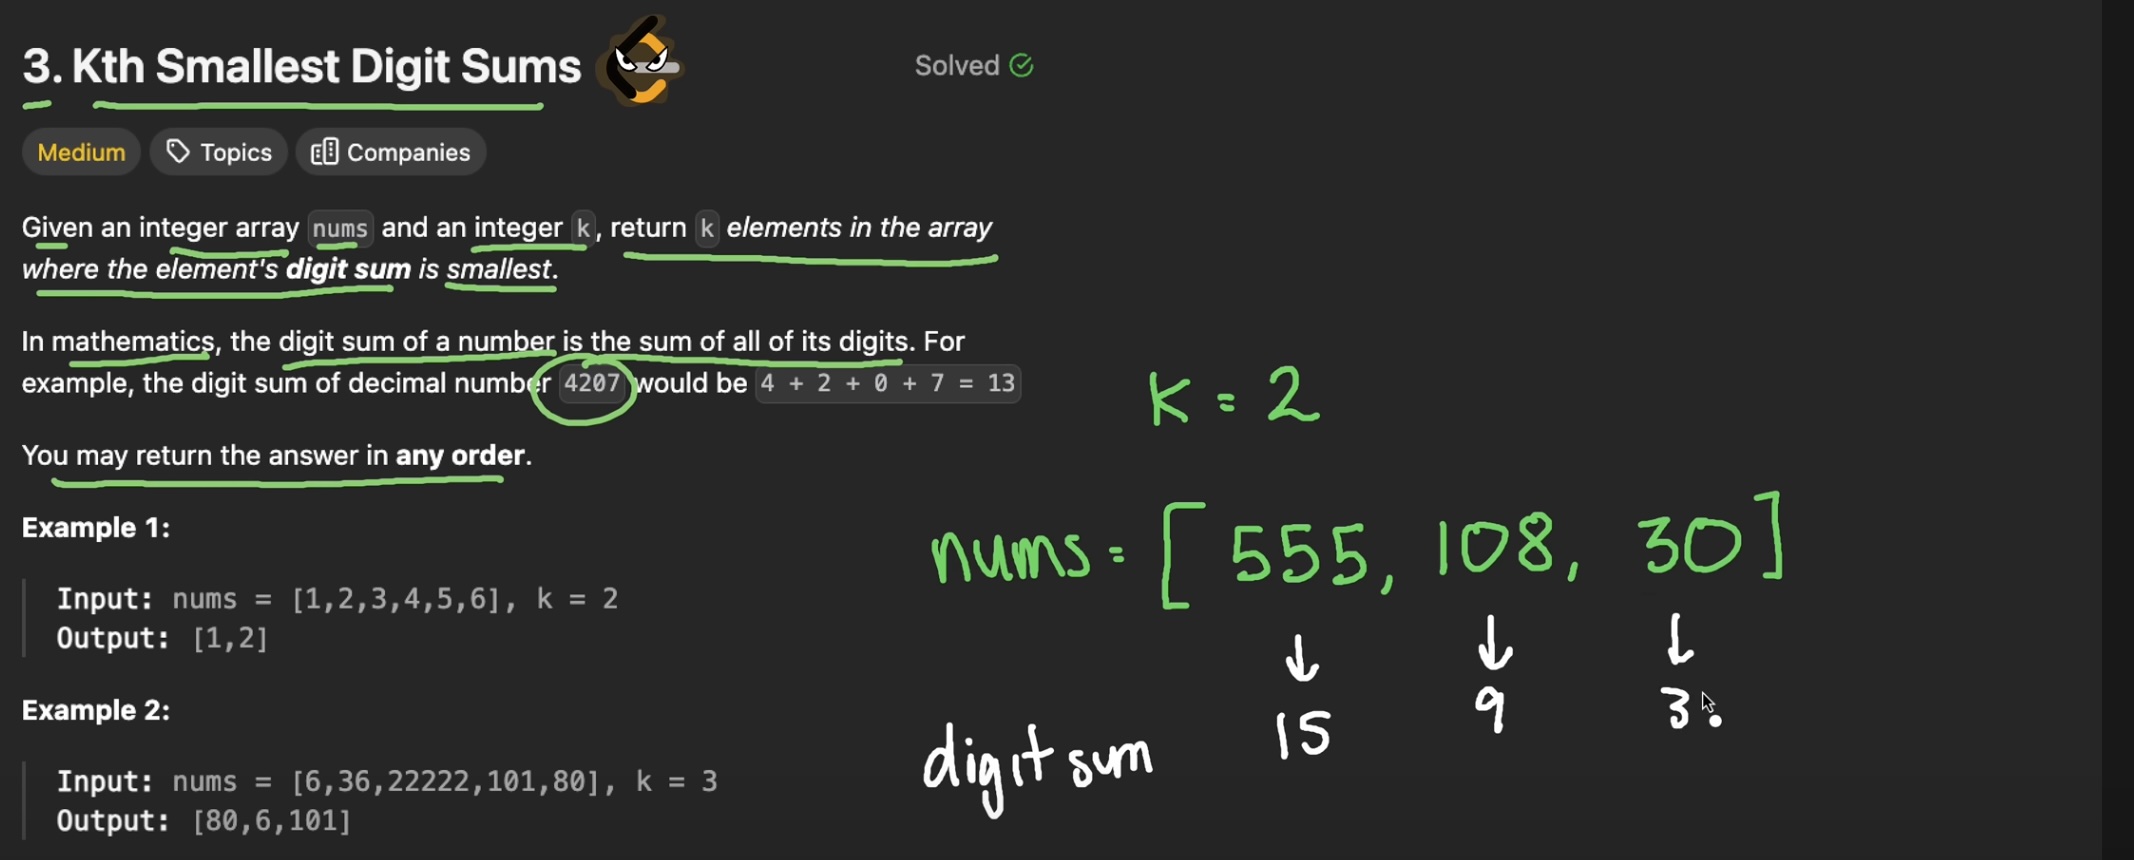 3. Kth Smallest Digit Sums
Solved
Medium Topics Companies
Given an integer array nums and an integer k, return k elements in the array
where the element's digit sum is smallest.
In mathematics, the digit sum of a number is the sum of all of its digits. For
example, the digit sum of decimal number 4207 would be 4 + 2 + 0 + 7 = 13
You may return the answer in any order.
Example 1:
Input: nums = [1,2,3,4,5,6], k = 2
Output: [1,2]
Example 2:
Input: nums = [6,36,22222,101,80], k = 3
Output: [80,6,101]
K = 2
nums = [ 555, 108, 30]
digit sum 15 9 3